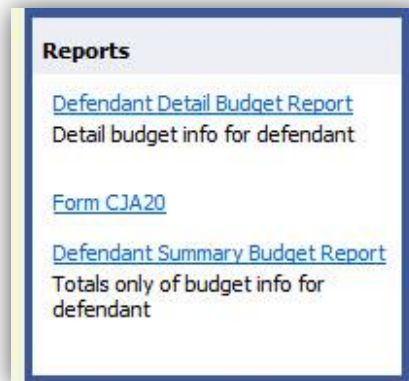 Reports
Defendant Detail Budget Report
Detail budget info for defendant
Form CJA20
Defendant Summary Budget Report
Totals only of budget info for
defendant